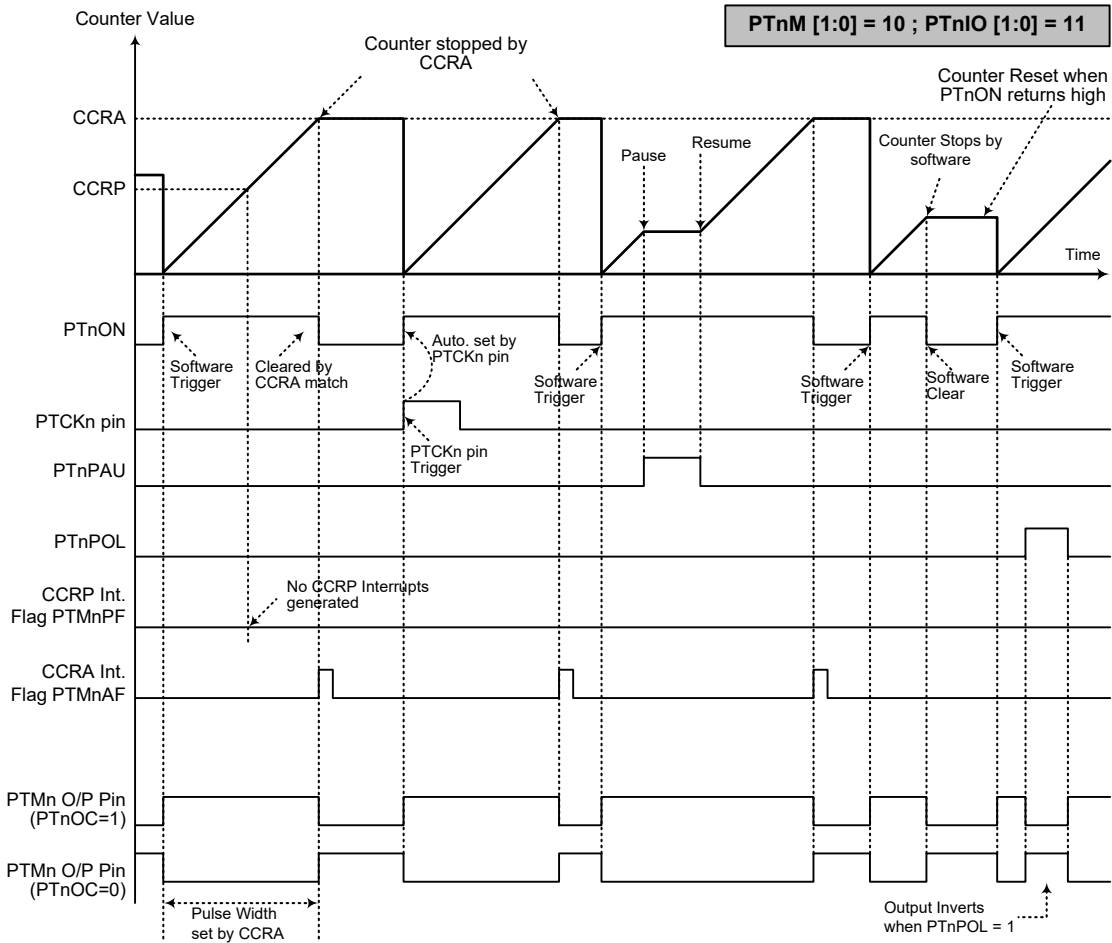 Counter Value
PTnM [1:0] = 10 ; PTnIO [1:0] = 11
Counter stopped by
CCRA
Counter Reset when
PTnON returns high
CCRA
Pause
Resume
Counter Stops by
software
CCRP
Time
PTnON
Software
Trigger
Cleared by
CCRA match
Auto. set by
PTCKn pin
Software
Trigger
Software
Trigger
Software
Clear
Software
Trigger
PTCKn pin
PTCKn pin
Trigger
PTnPAU
PTnPOL
CCRP Int.
Flag PTMnPF
No CCRP Interrupts
generated
CCRA Int.
Flag PTMnAF
PTMn O/P Pin
(PTnOC=1)
PTMn O/P Pin
(PTnOC=0)
Pulse Width
set by CCRA
Output Inverts
when PTnPOL = 1